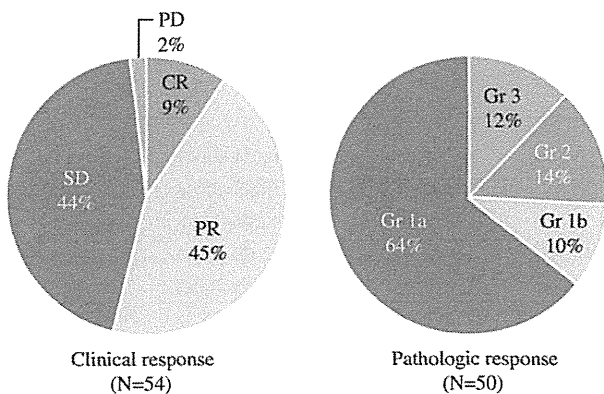 PD
2%
CR
9%
SD
44%
PR
45%
Clinical response
(N=54)
Gr 3
12%
Gr 2
14%
Gr 1b
10%
Gr 1a
64%
Pathologic response
(N=50)